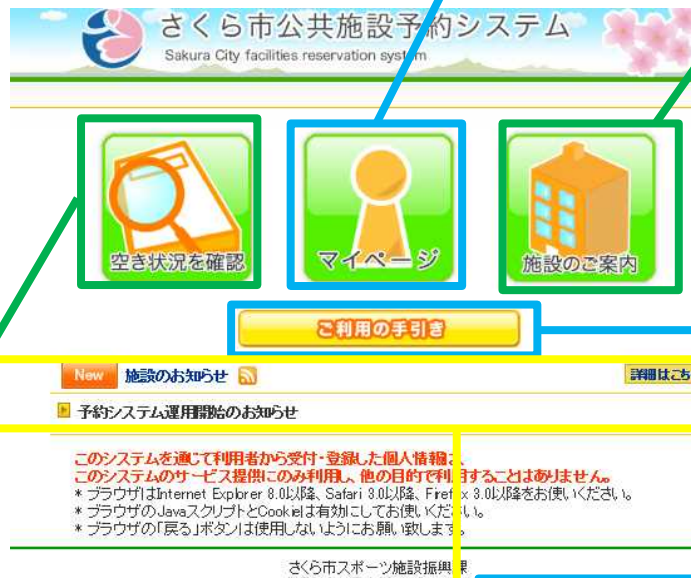 さくら市公共施設予約システム
Sakura City facilities reservation system
空き状況を確認
マイページ
施設のご案内
ご利用の手引き
New 施設のお知らせ 詳細はこち
予約システム運用開始のお知らせ
このシステムを通じて利用者から受付・登録した個人情報は、
このシステムのサービス提供にのみ利用し、他の目的で利用することはありません。
* ブラウザはInternet Explorer 8.0以降、Safari 3.0以降、Firefox 3.0以降をお使いください。
* ブラウザのJavaスクリプトとCookieは有効にしてお使いください。
* ブラウザの「戻る」ボタンは使用しないようにお願い致します。
さくら市スポーツ施設振興課